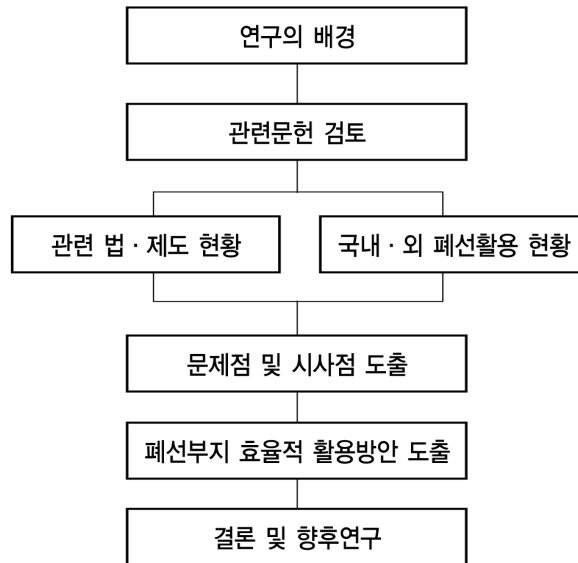 연구의 배경
관련문헌 검토
관련 법 · 제도 현황
국내 · 외 폐선활용 현황
문제점 및 시사점 도출
폐선부지 효율적 활용방안 도출
결론 및 향후연구